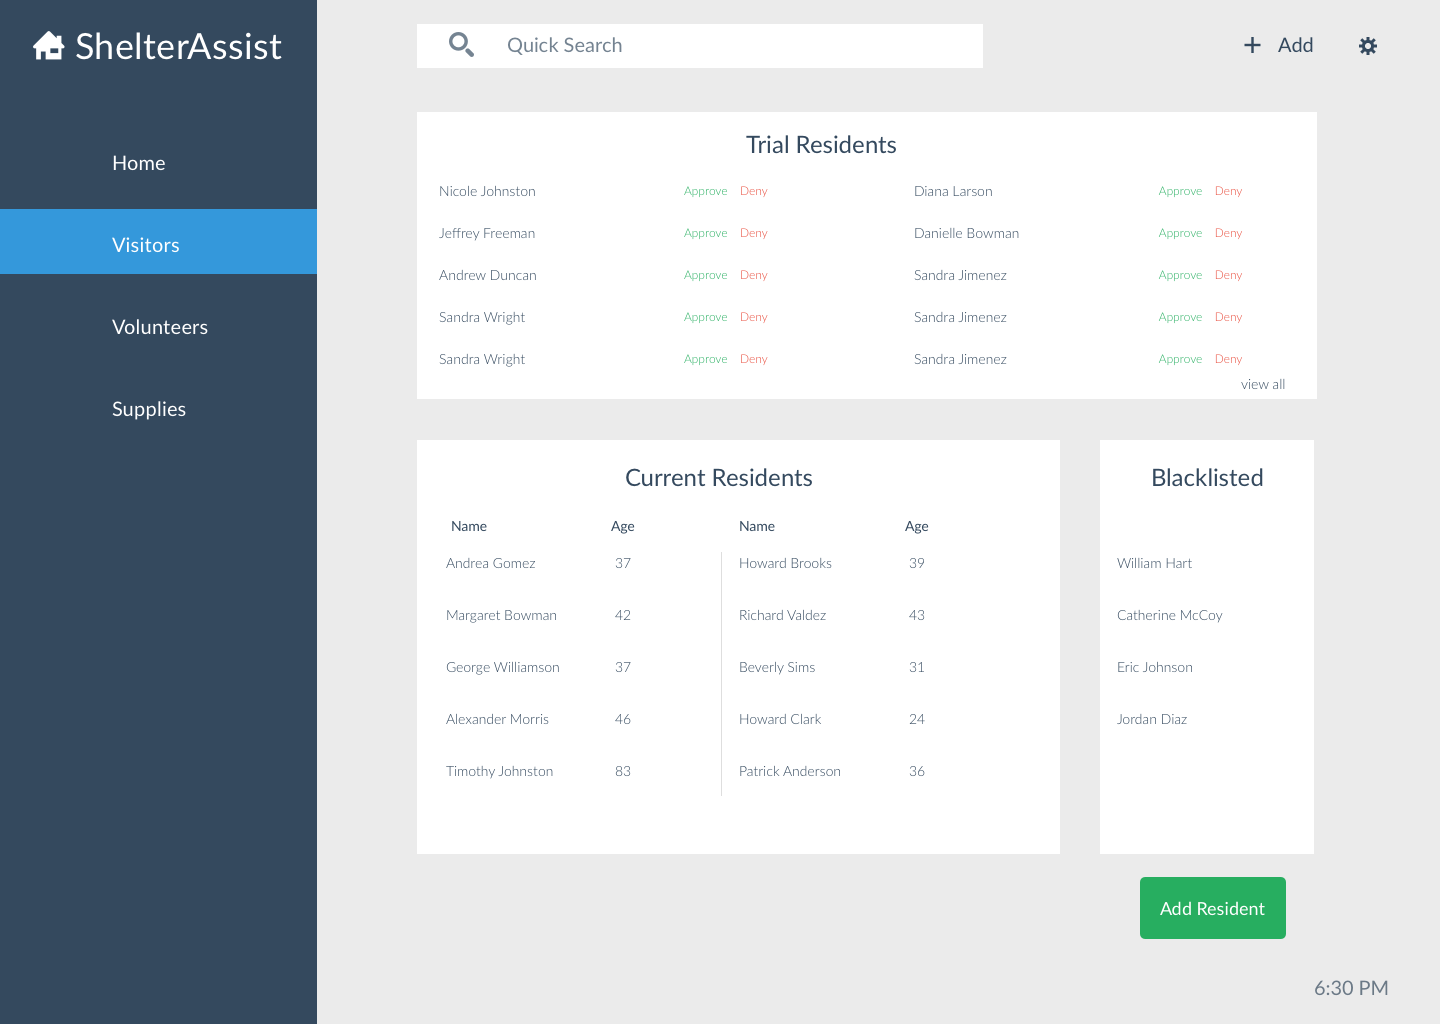 ShelterAssist
Quick Search
+ Add
Home
Visitors
Volunteers
Supplies
Trial Residents
Nicole Johnston Approve Deny Diana Larson Approve Deny
Jeffrey Freeman Approve Deny Danielle Bowman Approve Deny
Andrew Duncan Approve Deny Sandra Jimenez Approve Deny
Sandra Wright Approve Deny Sandra Jimenez Approve Deny
Sandra Wright Approve Deny Sandra Jimenez Approve Deny
view all
Current Residents
Name Age Name Age
Andrea Gomez 37 Howard Brooks 39
Margaret Bowman 42 Richard Valdez 43
George Williamson 37 Beverly Sims 31
Alexander Morris 46 Howard Clark 24
Timothy Johnston 83 Patrick Anderson 36
Blacklisted
William Hart
Catherine McCoy
Eric Johnson
Jordan Diaz
Add Resident
6:30 PM